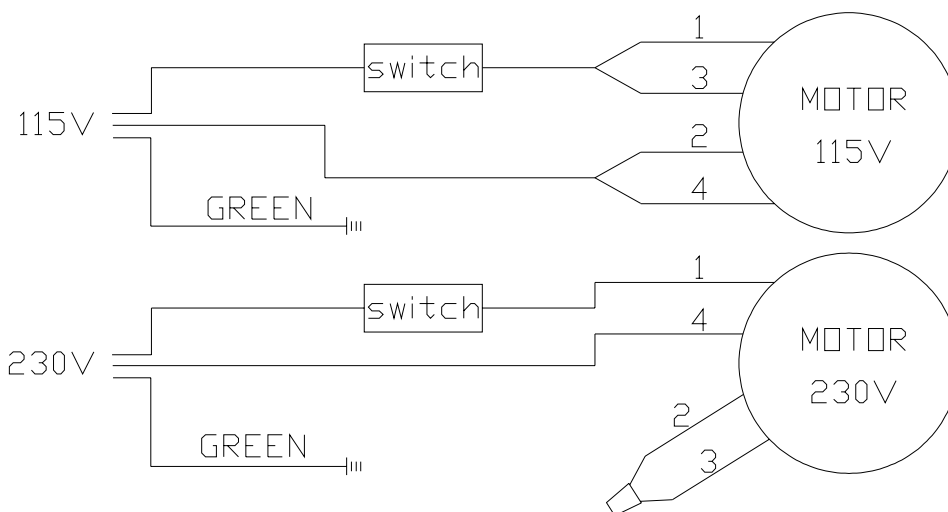 1
switch
3
MOTOR
115V
115V
2
4
GREEN
1
switch
4
MOTOR
230V
230V
2
GREEN
3